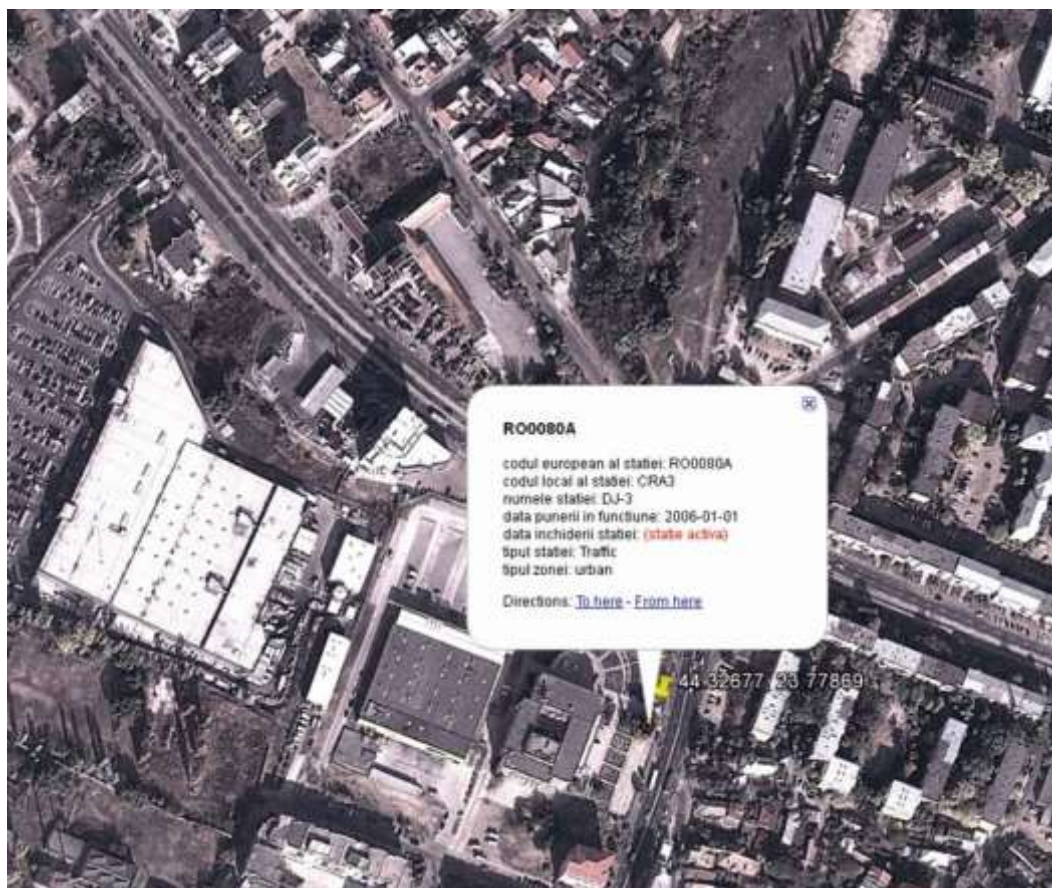 RO0080A
codul european al statiei: RO0080A
codul local al statiei: CRA3
numele statiei: DJ-3
data punerii in functiune: 2006-01-01
data inchiderii statiei: (statie activa)
tipul statiei: Traffic
tipul zonei: urban
Directions: To here - From here
44.32677, 23.77869